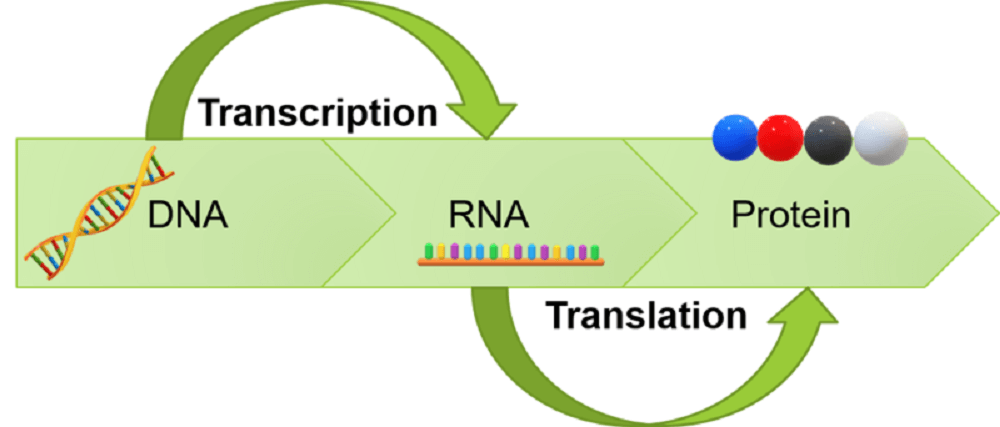 Transcription
DNA
RNA
Protein
Translation